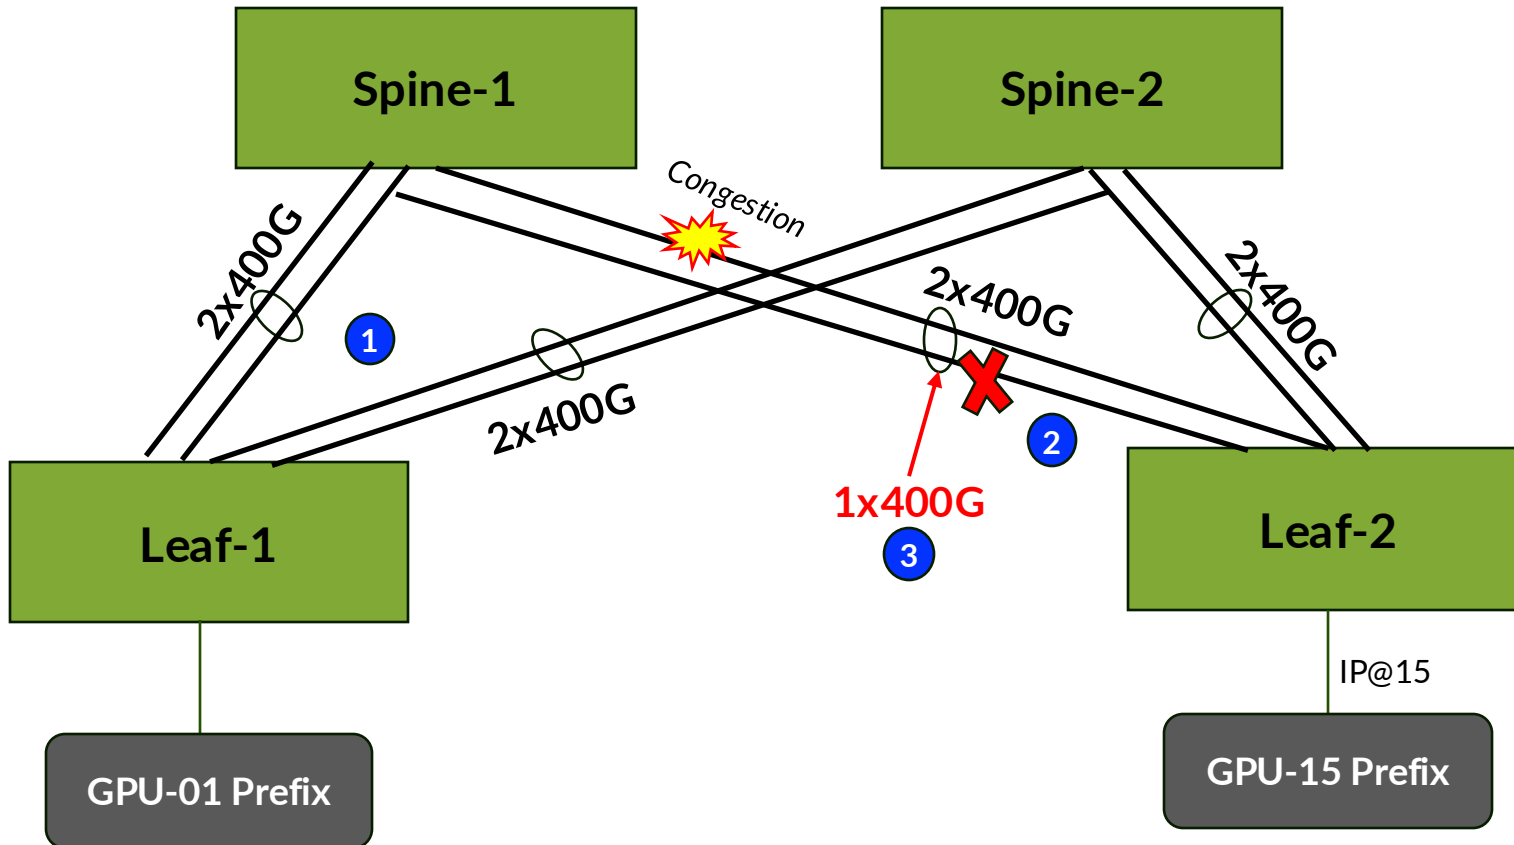 Spine-1
Spine-2
Congestion
2x400G
2x400G
2x400G
1
2x400G
2
1x400G
3
Leaf-1
Leaf-2
IP@15
GPU-01 Prefix
GPU-15 Prefix